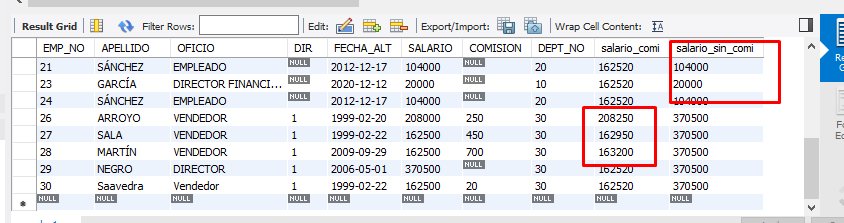 Result Grid Filter Rows: Edit: Export/Import: Wrap Cell Content:
EMP_NO APELLIDO OFICIO DIR FECHA_ALT SALARIO COMISION DEPT_NO salario_comi salario_sin_comi
21 SÁNCHEZ EMPLEADO NULL 2012-12-17 104000 NULL 20 162520 104000
23 GARCÍA DIRECTOR FINANCI... NULL 2020-12-12 20000 NULL 10 162520 20000
24 SÁNCHEZ EMPLEADO NULL 2012-12-17 104000 NULL 20 162520 104000
26 ARROYO VENDEDOR 1 1999-02-20 208000 250 30 208250 370500
27 SALA VENDEDOR 1 1999-02-22 162500 450 30 162950 370500
28 MARTÍN VENDEDOR 1 2009-09-29 162500 700 30 163200 370500
29 NEGRO DIRECTOR 1 2006-05-01 370500 NULL 30 162520 370500
30 Saavedra Vendedor 1 1999-02-22 162500 20 30 162520 370500
NULL NULL NULL NULL NULL NULL NULL NULL NULL NULL